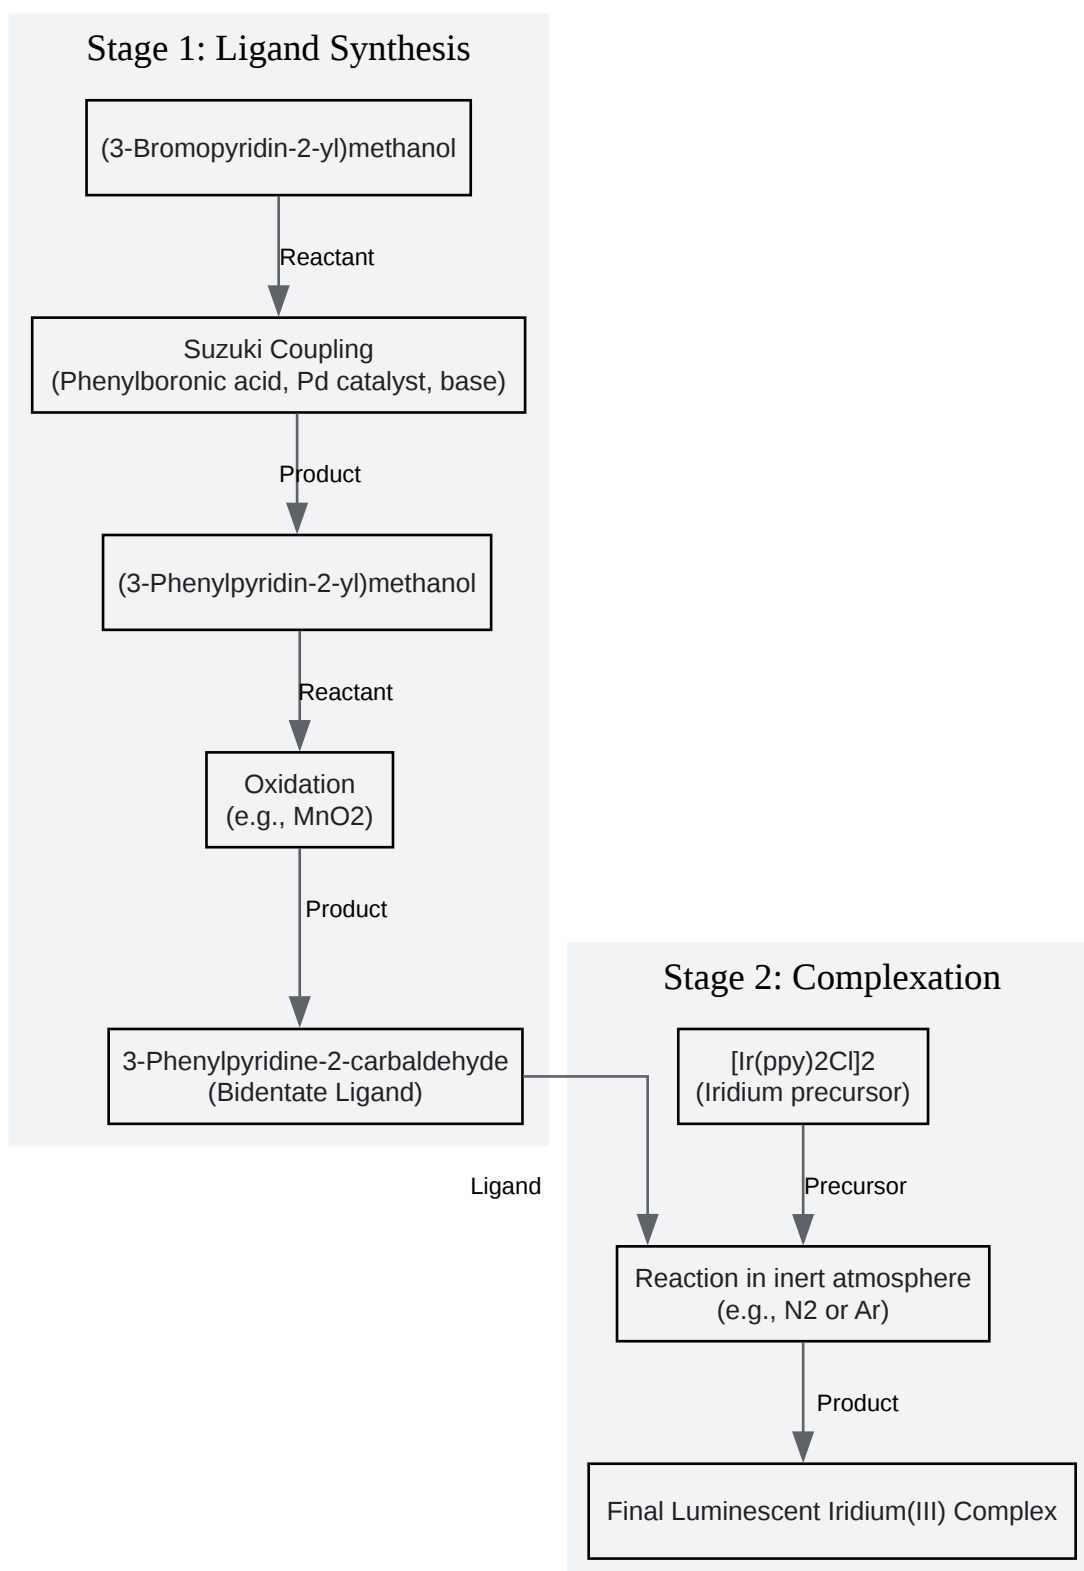 Stage 1: Ligand Synthesis
(3-Bromopyridin-2-yl)methanol
Reactant
Suzuki Coupling
(Phenylboronic acid, Pd catalyst, base)
Product
(3-Phenylpyridin-2-yl)methanol
Reactant
Oxidation
(e.g., MnO2)
Product
3-Phenylpyridine-2-carbaldehyde
(Bidentate Ligand)
Ligand
Stage 2: Complexation
[Ir(ppy)2Cl]2
(Iridium precursor)
Precursor
Reaction in inert atmosphere
(e.g., N2 or Ar)
Product
Final Luminescent Iridium(III) Complex